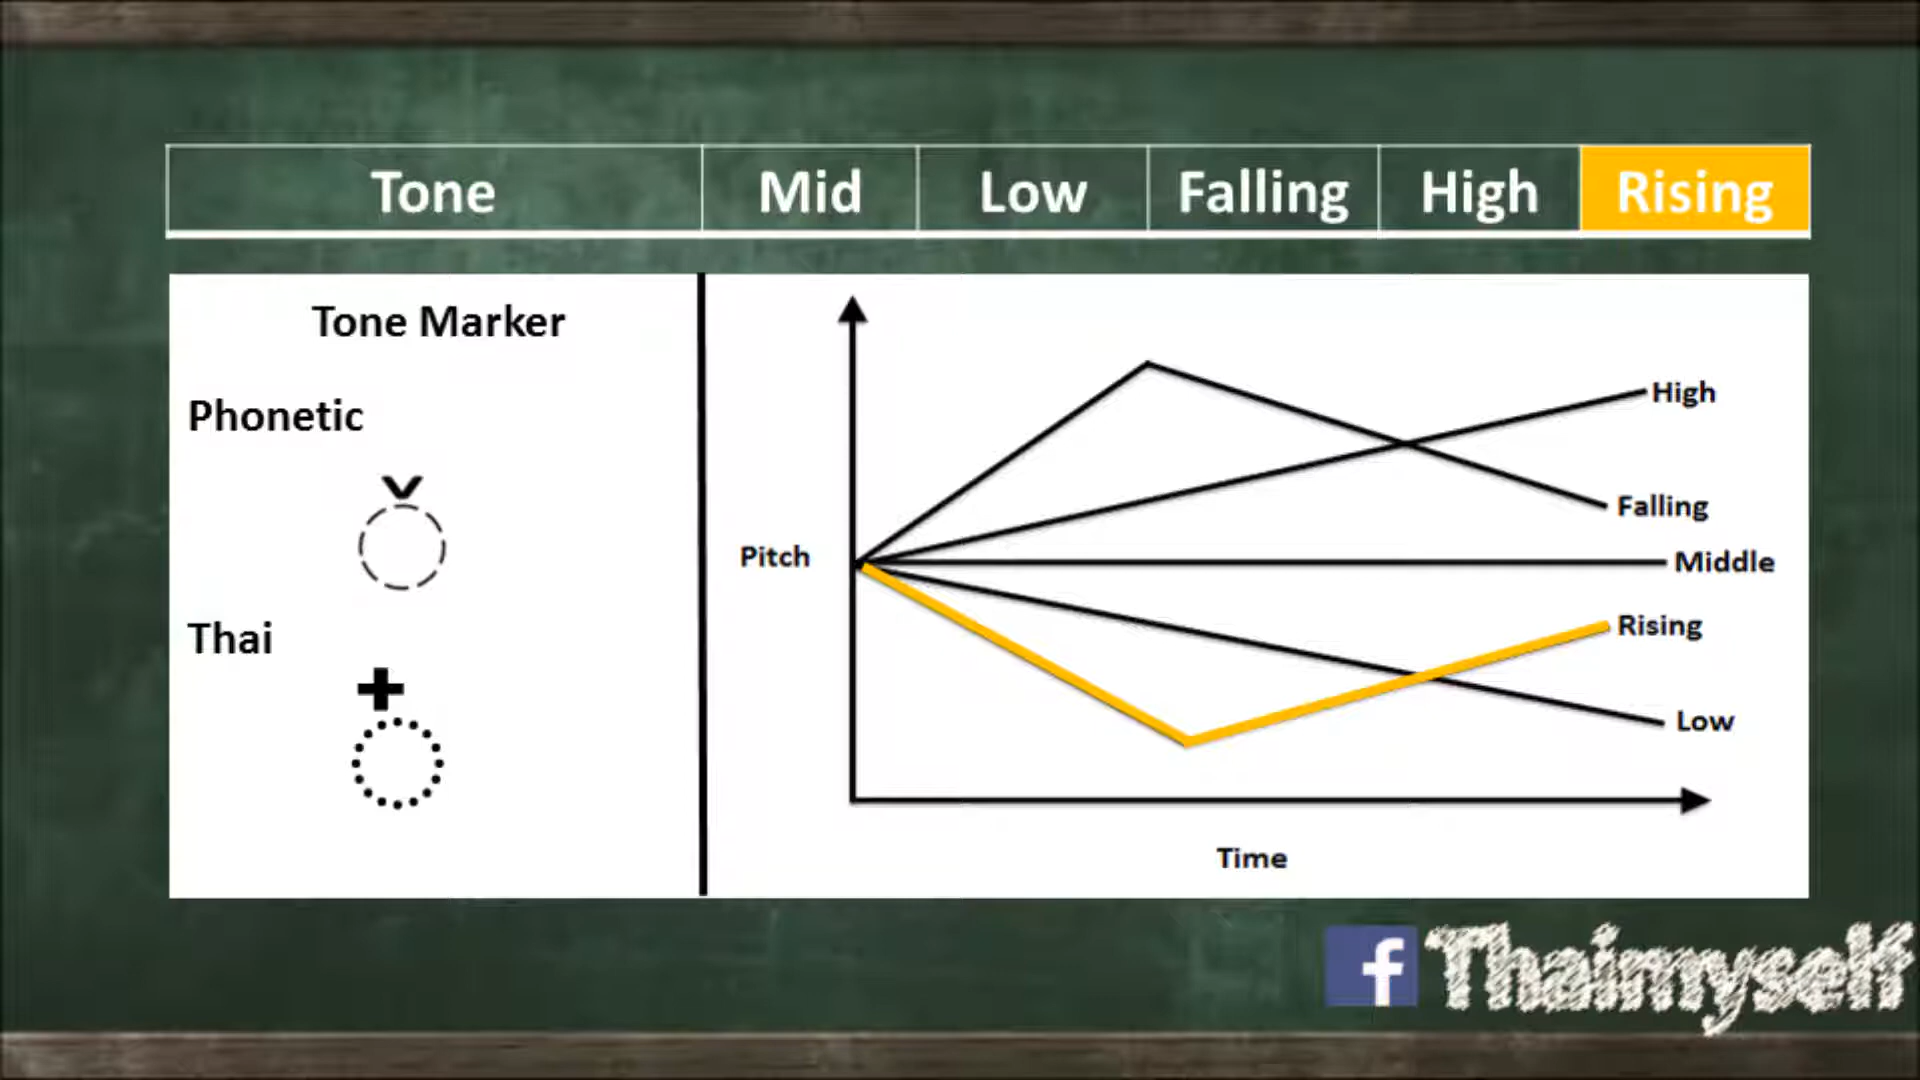 Tone Mid Low Falling High Rising
Tone Marker
Phonetic
Thai
Pitch
High
Falling
Middle
Rising
Low
Time
f Thaimyself